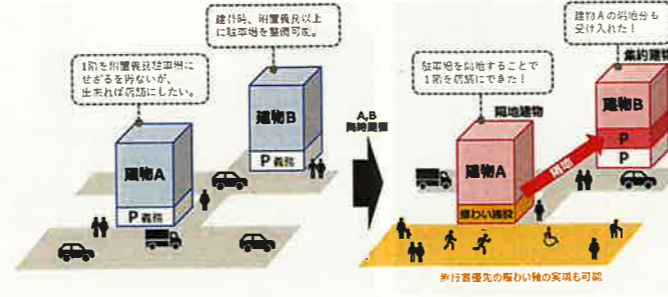 建替時、附置義務以上
に駐車場を整備可能。
1階を附置義務駐車場に
せざるを得ないが、
出来れば店舗にしたい。
建物B
P 義務
建物A
P 義務
A,B
同時建替
建物Aの隔地分も
受け入れた！
駐車場を隔地することで
1階を店舗にできた！
集約建物
隔地建物
建物B
P
P
隔地
建物A
賑わい施設
歩行者優先の賑わい軸の実現も可能